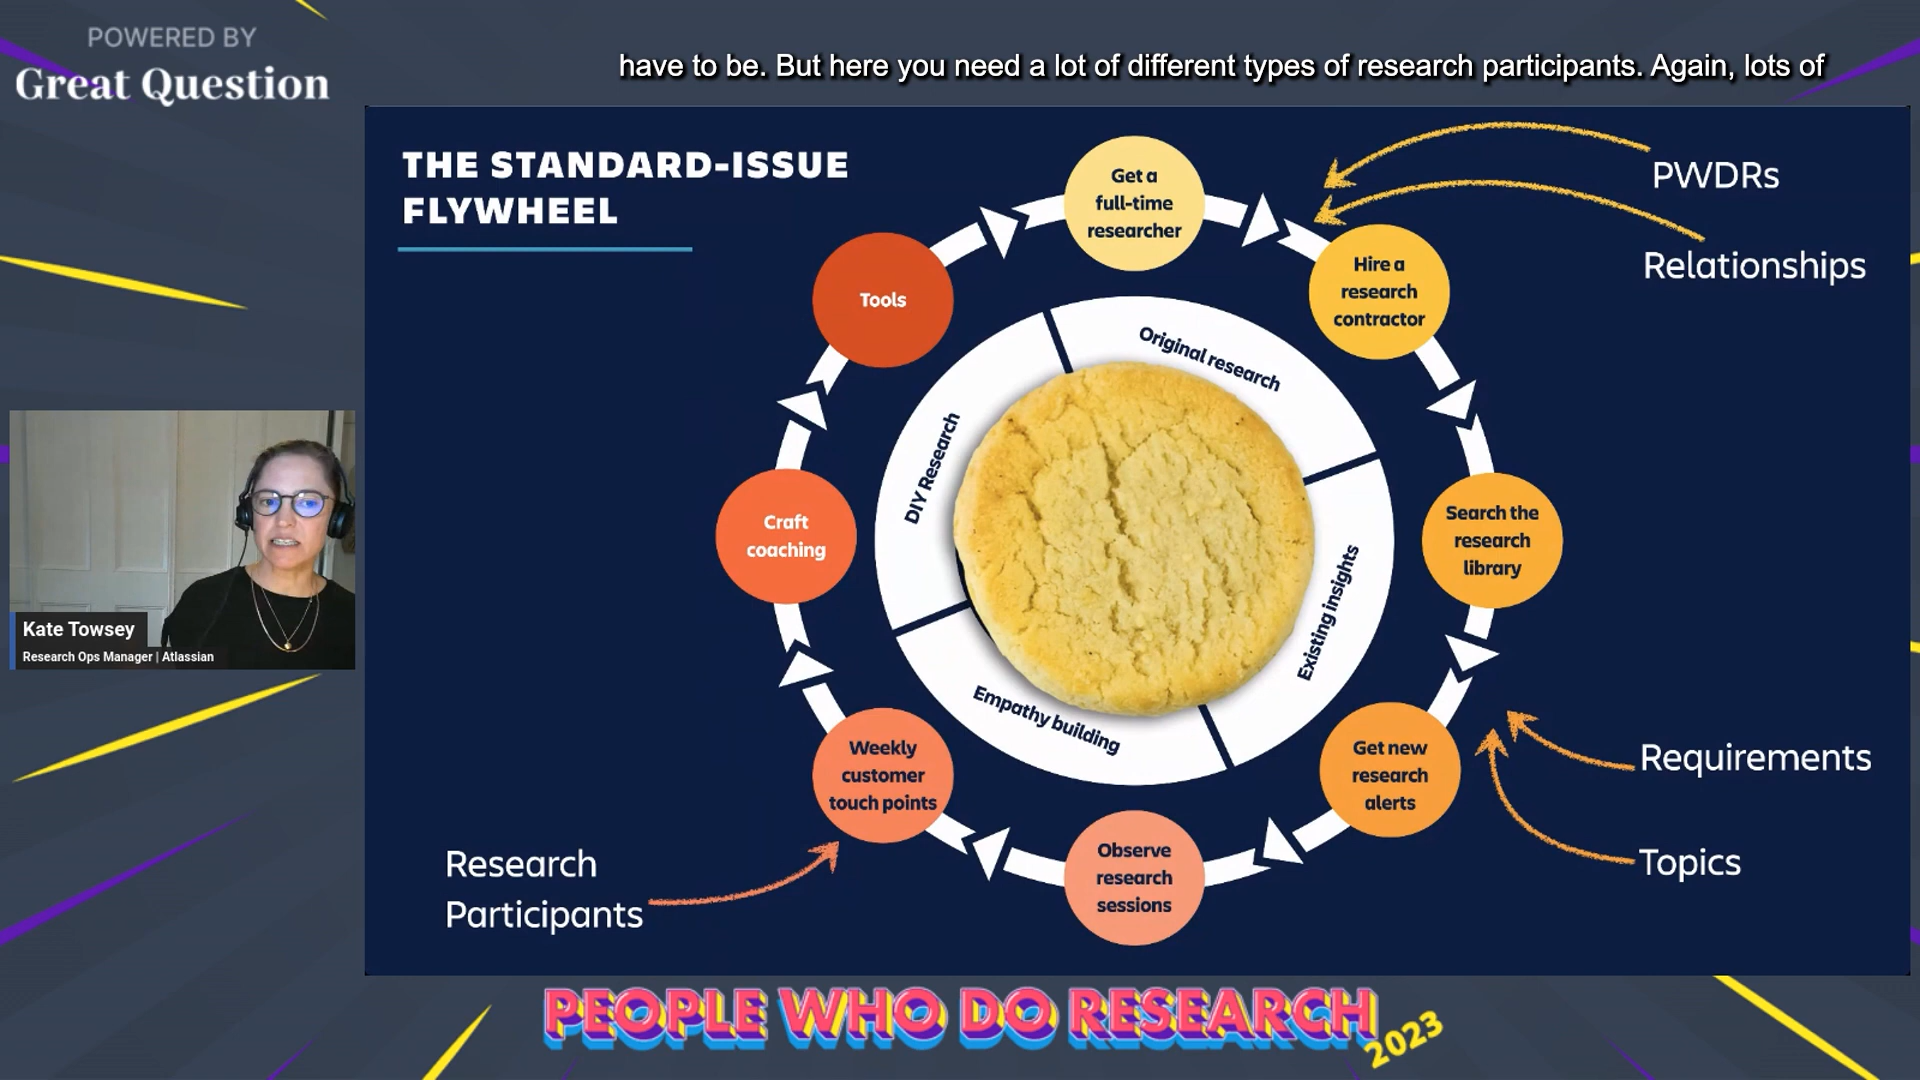 POWERED BY
Great Question
have to be. But here you need a lot of different types of research participants. Again, lots of
THE STANDARD-ISSUE
FLYWHEEL
Get a
full-time
researcher
Hire a
research
contractor
Search the
research
library
Get new
research
alerts
Observe
research
sessions
Weekly
customer
touch points
Craft
coaching
Tools
Original research
Existing insights
Empathy building
DIY Research
PWDRs
Relationships
Requirements
Topics
Research
Participants
Kate Towsey
Research Ops Manager | Atlassian
PEOPLE WHO DO RESEARCH
2023